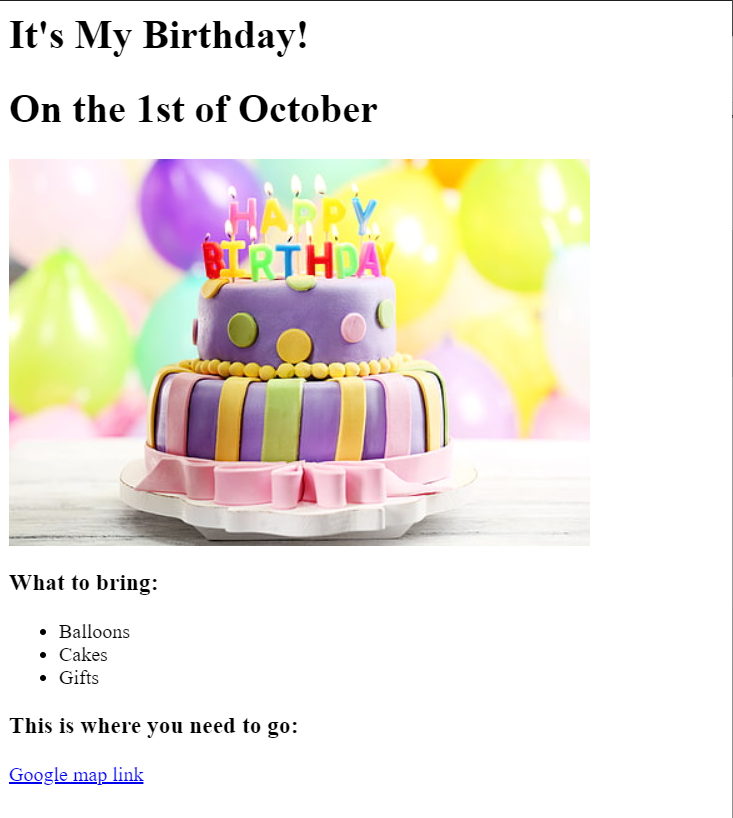 It's My Birthday!
On the 1st of October
HAPPY
BIRTHDAY
What to bring:
Balloons
Cakes
Gifts
This is where you need to go:
Google map link